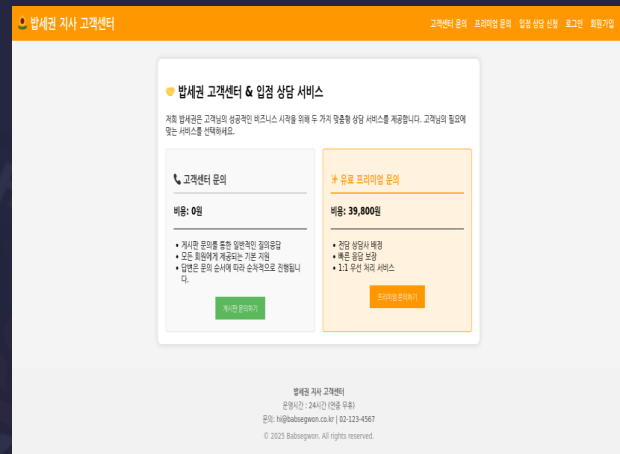 밥세권 지사 고객센터
고객센터 문의 프리미엄 문의 입점 상담 신청 로그인 회원가입
밥세권 고객센터 & 입점 상담 서비스
저희 밥세권은 고객님의 성공적인 비즈니스 시작을 위해 두 가지 맞춤형 상담 서비스를 제공합니다. 고객님의 필요에
맞는 서비스를 선택하세요.
고객센터 문의
비용: 0원
• 게시판 문의를 통한 일반적인 질의응답
• 모든 회원에게 제공되는 기본 지원
• 답변은 문의 순서에 따라 순차적으로 진행됩니
다.
게시판 문의하기
유료 프리미엄 문의
비용: 39,800원
• 전담 상담사 배정
• 빠른 응답 보장
• 1:1 우선 처리 서비스
프리미엄 문의하기
밥세권 지사 고객센터
운영시간 : 24시간 (연중 무휴)
문의: hi@babsegwon.co.kr | 02-123-4567
© 2025 Babsegwon. All rights reserved.